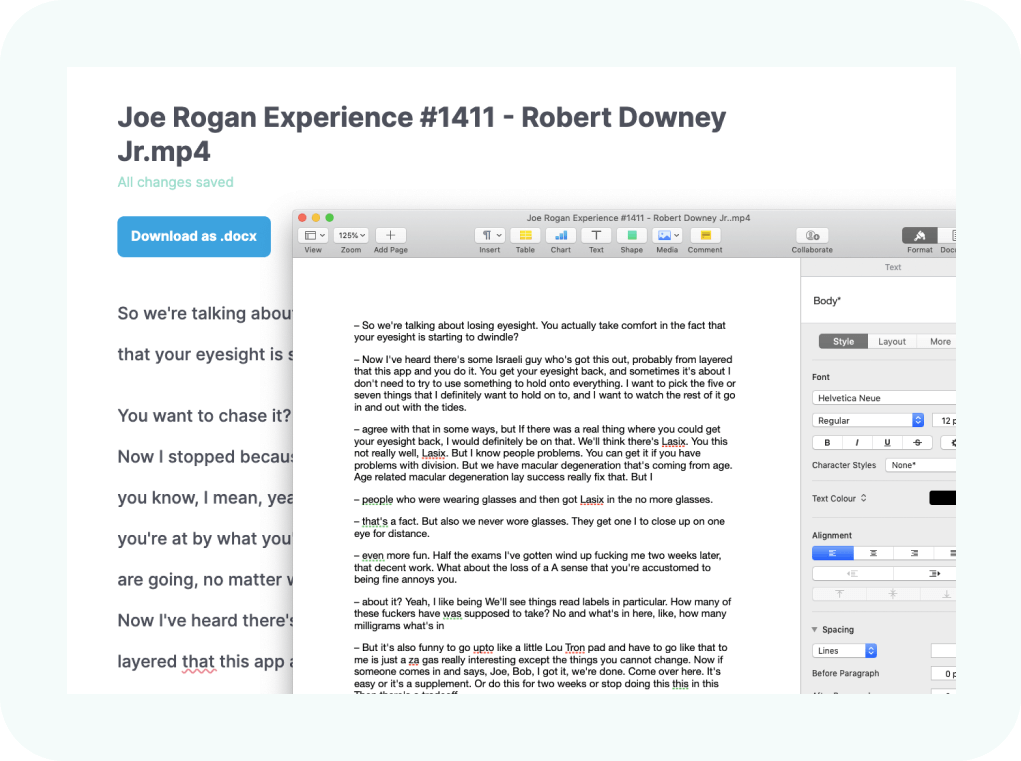 Joe Rogan Experience #1411 - Robert Downey
Jr.mp4
All changes saved
Download as .docx
So we're talking abou
that your eyesight is s
You want to chase it?
Now I stopped becaus
you know, I mean, yea
you're at by what you
are going, no matter w
Now I've heard there's
layered that this app a
Joe Rogan Experience #1411 - Robert Downey Jr..mp4
125%
View Zoom Add Page Insert Table Chart Text Shape Media Comment Collaborate Format Docu
– So we're talking about losing eyesight. You actually take comfort in the fact that
your eyesight is starting to dwindle?
– Now I've heard there's some Israeli guy who's got this out, probably from layered
that this app and you do it. You get your eyesight back, and sometimes it's about I
don't need to try to use something to hold onto everything. I want to pick the five or
seven things that I definitely want to hold on to, and I want to watch the rest of it go
in and out with the tides.
– agree with that in some ways, but If there was a real thing where you could get
your eyesight back, I would definitely be on that. We'll think there's Lasix. You this
not really well, Lasix. But I know people problems. You can get it if you have
problems with division. But we have macular degeneration that's coming from age.
Age related macular degeneration lay success really fix that. But I
– people who were wearing glasses and then got Lasix in the no more glasses.
– that's a fact. But also we never wore glasses. They get one I to close up on one
eye for distance.
– even more fun. Half the exams I've gotten wind up fucking me two weeks later,
that decent work. What about the loss of a A sense that you're accustomed to
being fine annoys you.
– about it? Yeah, I like being We'll see things read labels in particular. How many of
these fuckers have was supposed to take? No and what's in here, like, how many
milligrams what's in
– But it's also funny to go upto like a little Lou Tron pad and have to go like that to
me is just a za gas really interesting except the things you cannot change. Now if
someone comes in and says, Joe, Bob, I got it, we're done. Come over here. It's
easy or it's a supplement. Or do this for two weeks or stop doing this this in this
Text
Body*
Style Layout More
Font
Helvetica Neue
Regular 12 p
B I U S
Character Styles None*
Text Colour
Alignment
Spacing
Lines
Before Paragraph 0 p